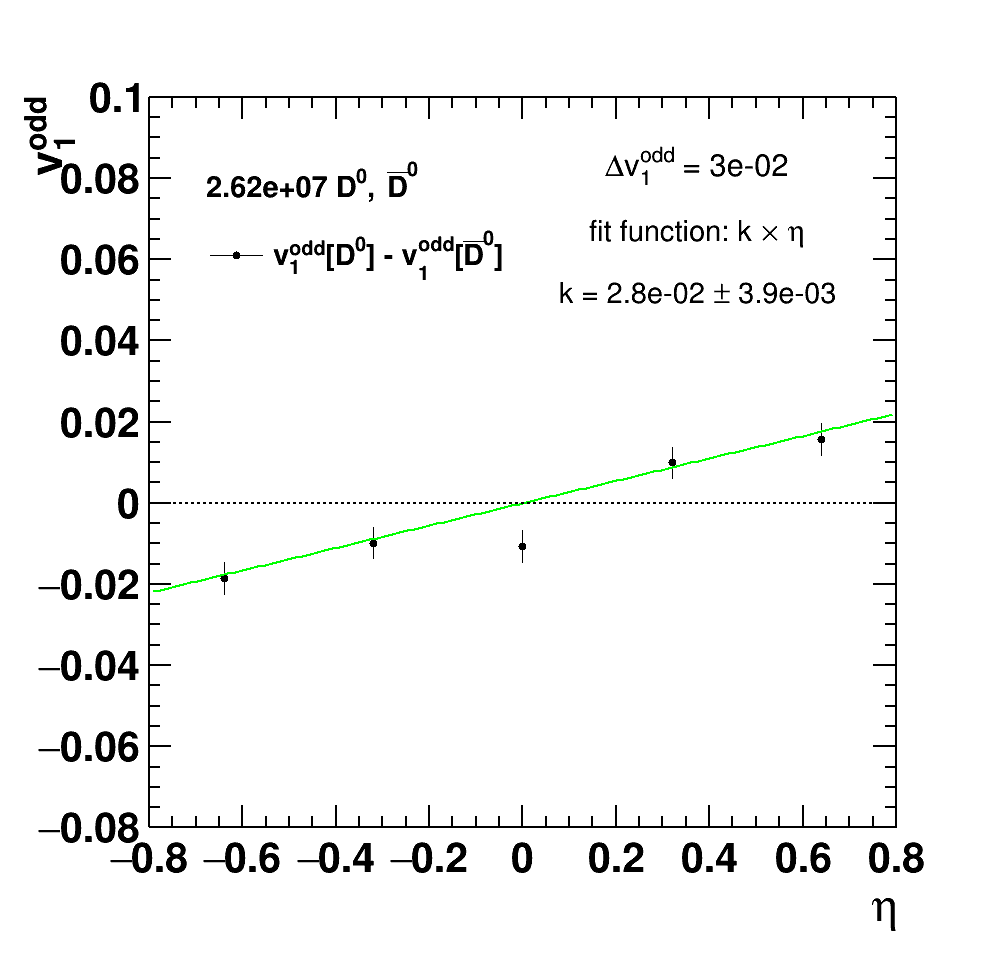 v₁ᵒᵈᵈ
0.1
0.08
0.06
0.04
0.02
0
−0.02
−0.04
−0.06
−0.08
2.62e+07 D⁰, D̅⁰
v₁ᵒᵈᵈ[D⁰] - v₁ᵒᵈᵈ[D̅⁰]
Δv₁ᵒᵈᵈ = 3e-02
fit function: k × η
k = 2.8e-02 ± 3.9e-03
−0.8 −0.6 −0.4 −0.2 0 0.2 0.4 0.6 0.8
η